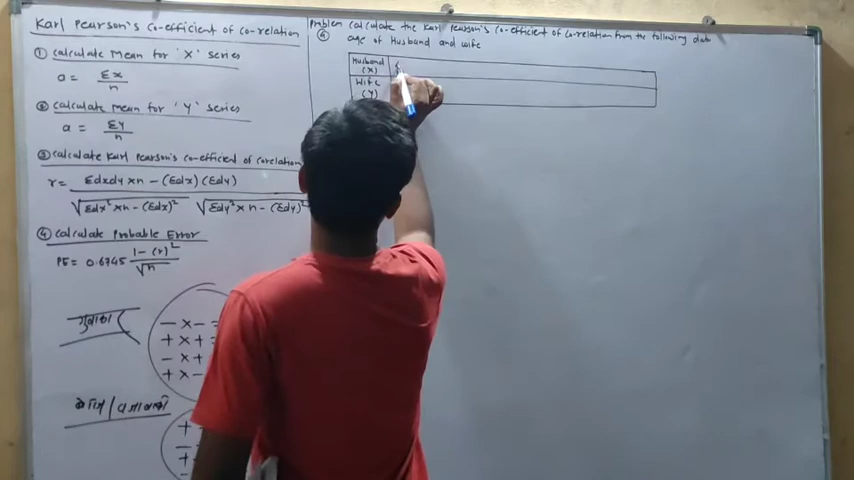 Karl Pearson's Co-efficient of Co-relation
① Calculate Mean for 'X' series
a = Σx / n
② Calculate Mean for 'Y' series
a = Σy / n
③ Calculate Karl Pearson's Co-efficient of Corelation
r = Σdxdy × n − (Σdx) (Σdy) / √Σdx² × n − (Σdx)² √Σdy² × n − (Σdy)²
④ Calculate Probable Error
PE = 0.6745 1 − (r)² / √n
गुणाकार
− × − =
+ × +
− × +
+ × −
बेरीज / वजाबाकी
+
−
+
Problem Calculate the Karl Pearson's Co-efficient of Co-relation from the following data
age of Husband and wife
Husband (X)
Wife (Y)